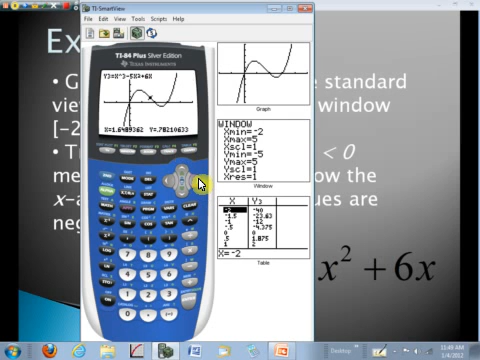 TI-SmartView
File Edit View Tools Scripts Help
TI-84 Plus Silver Edition
TEXAS INSTRUMENTS
Y3=X^3-5X2+6X
X=1.6489362 Y=.78210633
Graph
WINDOW
Xmin=-2
Xmax=5
Xscl=1
Ymin=-5
Ymax=5
Yscl=1
Xres=1
Window
X Y3
-2 -40
-1.5 -23.63
-1 -12
-.5 -4.375
0 0
.5 1.875
1 2
X=-2
Table
Ex
• G e standard
view window
[-2
• T < 0
me ow the
x-a ues are
neg
x² + 6x
Desktop
11:49 AM
1/4/2012